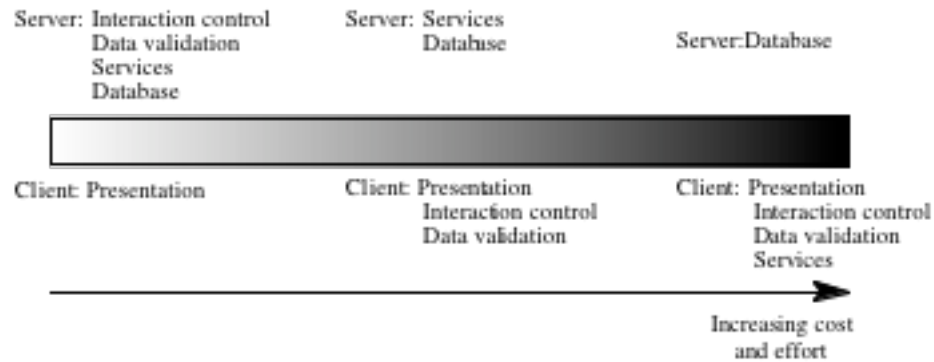 Server: Interaction control
Data validation
Services
Database
Server: Services
Database
Server:Database
Client: Presentation
Client: Presentation
Interaction control
Data validation
Client: Presentation
Interaction control
Data validation
Services
Increasing cost
and effort